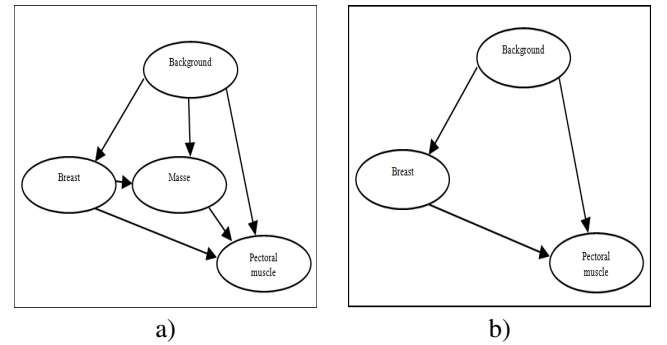 Background
Breast
Masse
Pectoral
muscle
a)
Background
Breast
Pectoral
muscle
b)